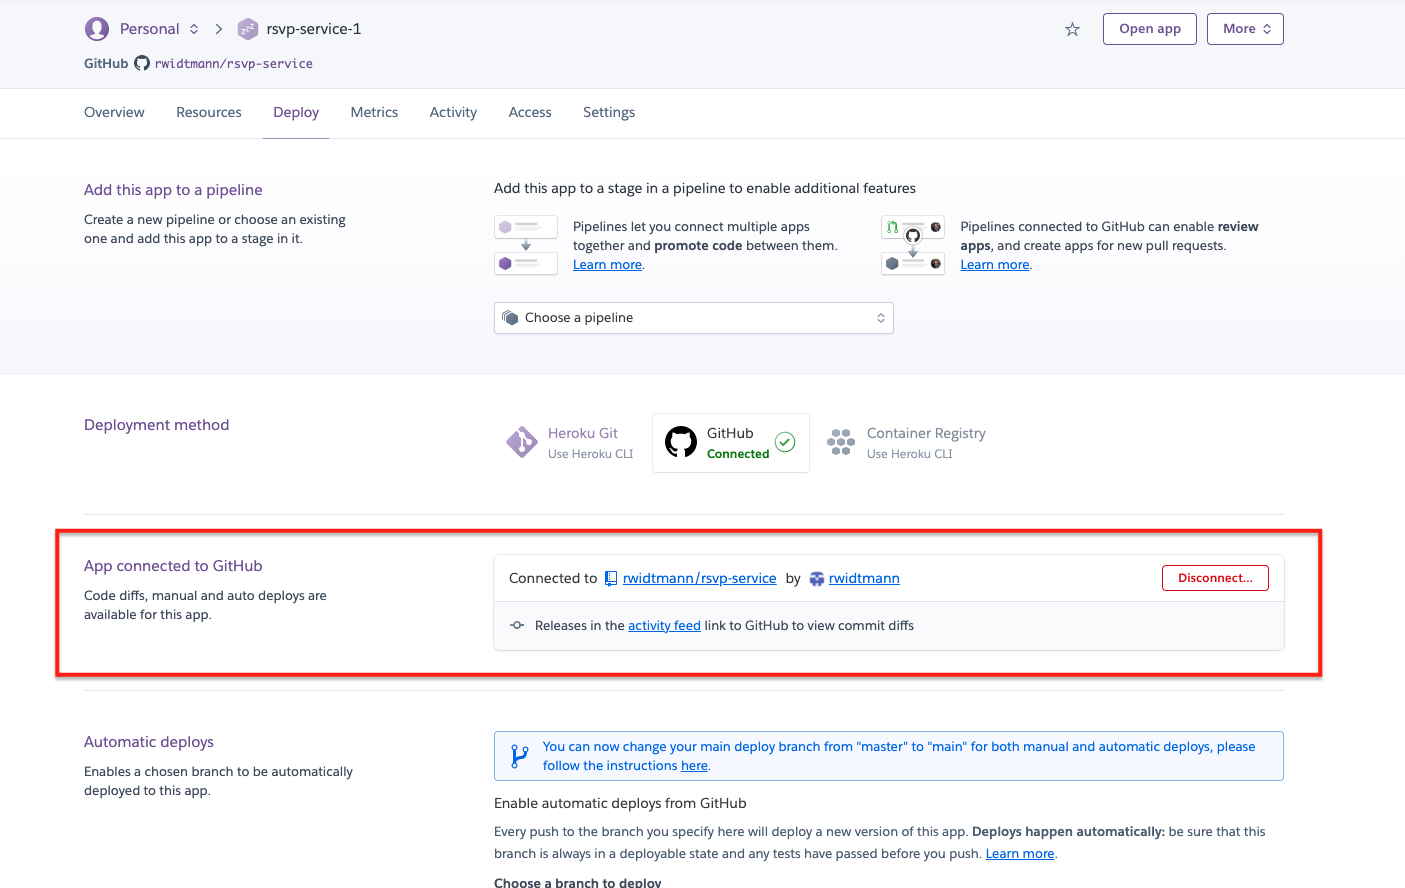 Personal
rsvp-service-1
Open app
More
GitHub rwidtmann/rsvp-service
Overview
Resources
Deploy
Metrics
Activity
Access
Settings
Add this app to a pipeline
Create a new pipeline or choose an existing
one and add this app to a stage in it.
Add this app to a stage in a pipeline to enable additional features
Pipelines let you connect multiple apps
together and promote code between them.
Learn more.
Pipelines connected to GitHub can enable review
apps, and create apps for new pull requests.
Learn more.
Choose a pipeline
Deployment method
Heroku Git
Use Heroku CLI
GitHub
Connected
Container Registry
Use Heroku CLI
App connected to GitHub
Code diffs, manual and auto deploys are
available for this app.
Connected to rwidtmann/rsvp-service by rwidtmann
Disconnect...
Releases in the activity feed link to GitHub to view commit diffs
Automatic deploys
Enables a chosen branch to be automatically
deployed to this app.
You can now change your main deploy branch from "master" to "main" for both manual and automatic deploys, please
follow the instructions here.
Enable automatic deploys from GitHub
Every push to the branch you specify here will deploy a new version of this app. Deploys happen automatically: be sure that this
branch is always in a deployable state and any tests have passed before you push. Learn more.
Choose a branch to deploy